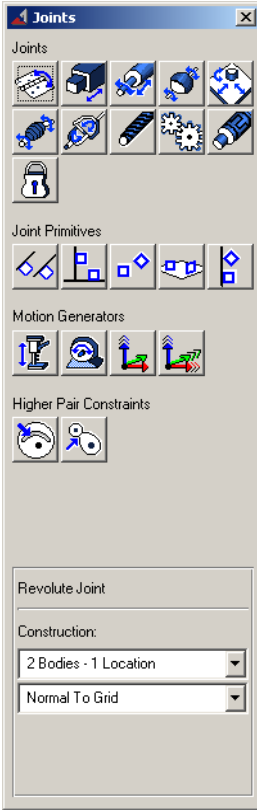 Joints
Joints
Joint Primitives
Motion Generators
Higher Pair Constraints
Revolute Joint
Construction:
2 Bodies - 1 Location
Normal To Grid